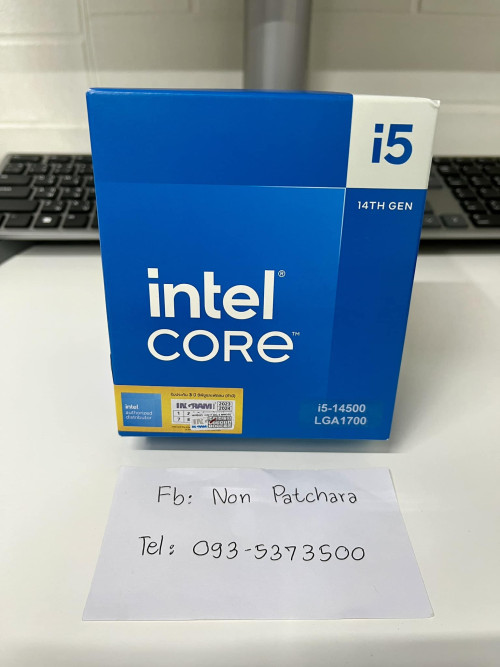 i5
14TH GEN
intel®
CORE™
intel
authorized
distributor
INGRAM
2023
2024
i5-14500
LGA1700
Fb: Non Patchara
Tel: 093-5373500